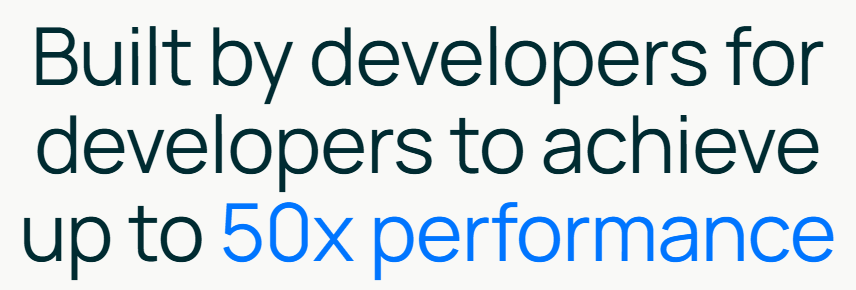 Built by developers for
developers to achieve
up to 50x performance